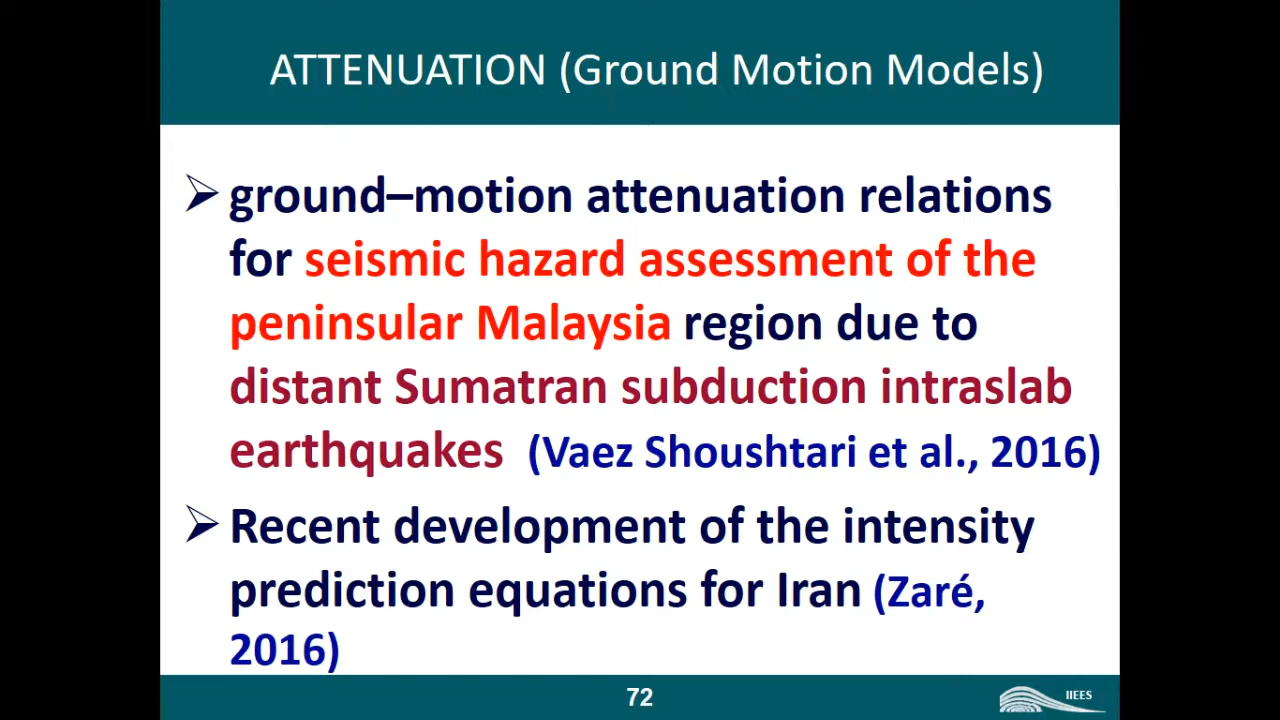 ATTENUATION (Ground Motion Models)
ground–motion attenuation relations
for seismic hazard assessment of the
peninsular Malaysia region due to
distant Sumatran subduction intraslab
earthquakes (Vaez Shoushtari et al., 2016)
Recent development of the intensity
prediction equations for Iran (Zaré,
2016)
72
IIEES